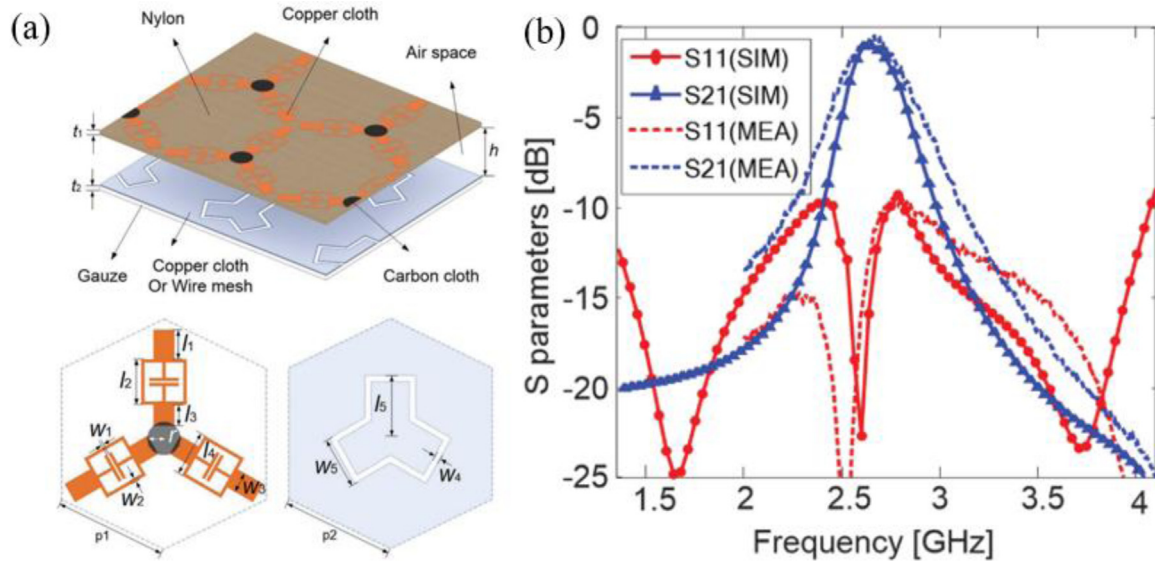 (a)
Nylon
Copper cloth
Air space
t1
h
t2
Gauze
Copper cloth
Or Wire mesh
Carbon cloth
l1
l2
l3
r
w1
l4
w2
w3
p1
l5
w5
w4
p2
(b)
S parameters [dB]
-0
-5
-10
-15
-20
-25
S11(SIM)
S21(SIM)
S11(MEA)
S21(MEA)
1.5
2.0
2.5
3
3.5
4
Frequency [GHz]